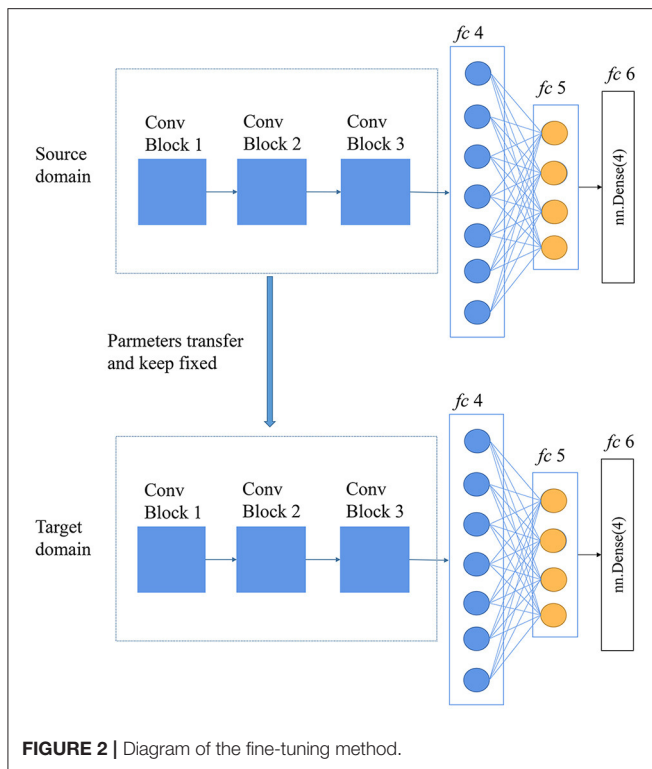 fc 4
fc 5
fc 6
Conv
Block 1
Conv
Block 2
Conv
Block 3
Source
domain
nn.Dense(4)
Parmeters transfer
and keep fixed
fc 4
fc 5
fc 6
Conv
Block 1
Conv
Block 2
Conv
Block 3
Target
domain
nn.Dense(4)
FIGURE 2 | Diagram of the fine-tuning method.